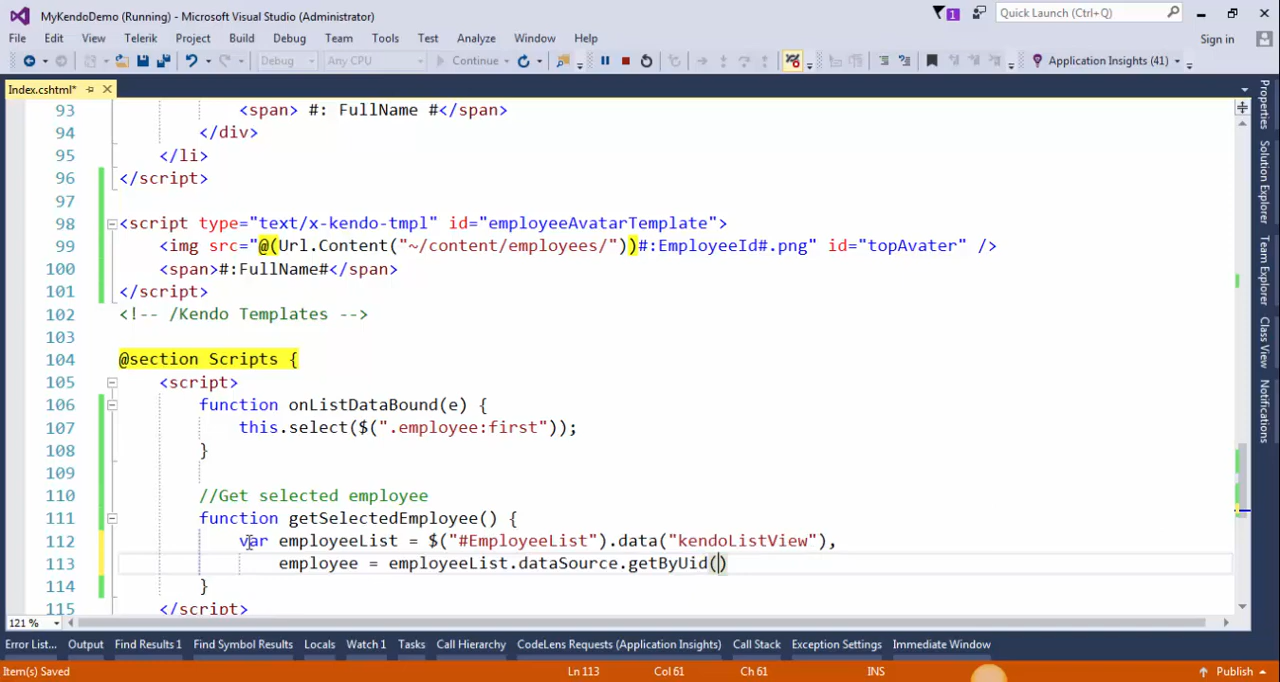 MyKendoDemo (Running) - Microsoft Visual Studio (Administrator)
1
Quick Launch (Ctrl+Q)
File Edit View Telerik Project Build Debug Team Tools Test Analyze Window Help
Sign in
Debug Any CPU Continue Application Insights (41)
Index.cshtml*
93 <span> #: FullName #</span>
94 </div>
95 </li>
96 </script>
97
98 <script type="text/x-kendo-tmpl" id="employeeAvatarTemplate">
99 <img src="@(Url.Content("~/content/employees/"))#:EmployeeId#.png" id="topAvater" />
100 <span>#:FullName#</span>
101 </script>
102 <!-- /Kendo Templates -->
103
104 @section Scripts {
105 <script>
106 function onListDataBound(e) {
107 this.select($(".employee:first"));
108 }
109
110 //Get selected employee
111 function getSelectedEmployee() {
112 var employeeList = $("#EmployeeList").data("kendoListView"),
113 employee = employeeList.dataSource.getByUid()
114 }
115 </script>
Properties
Solution Explorer
Team Explorer
Class View
Notifications
121 %
Error List... Output Find Results 1 Find Symbol Results Locals Watch 1 Tasks Call Hierarchy CodeLens Requests (Application Insights) Call Stack Exception Settings Immediate Window
Item(s) Saved Ln 113 Col 61 Ch 61 INS Publish